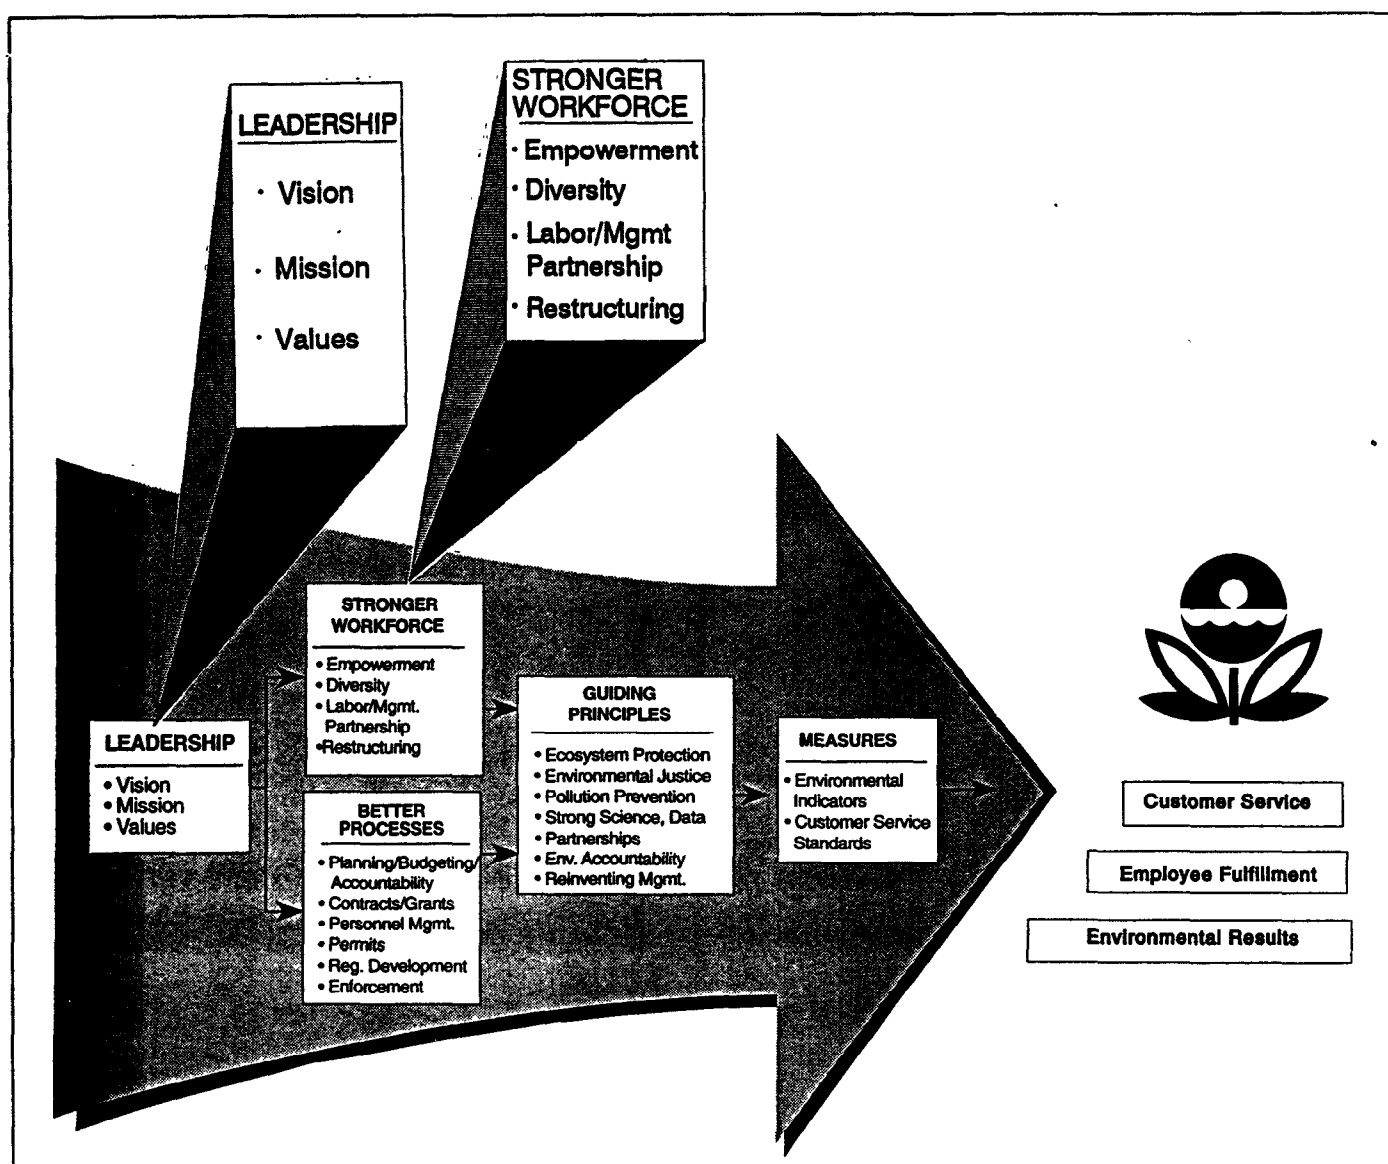 LEADERSHIP
· Vision
· Mission
· Values
STRONGER
WORKFORCE
· Empowerment
· Diversity
· Labor/Mgmt
Partnership
· Restructuring
LEADERSHIP
• Vision
• Mission
• Values
STRONGER
WORKFORCE
• Empowerment
• Diversity
• Labor/Mgmt.
Partnership
• Restructuring
BETTER
PROCESSES
• Planning/Budgeting/
Accountability
• Contracts/Grants
• Personnel Mgmt.
• Permits
• Reg. Development
• Enforcement
GUIDING
PRINCIPLES
• Ecosystem Protection
• Environmental Justice
• Pollution Prevention
• Strong Science, Data
• Partnerships
• Env. Accountability
• Reinventing Mgmt.
MEASURES
• Environmental
Indicators
• Customer Service
Standards
Customer Service
Employee Fulfillment
Environmental Results